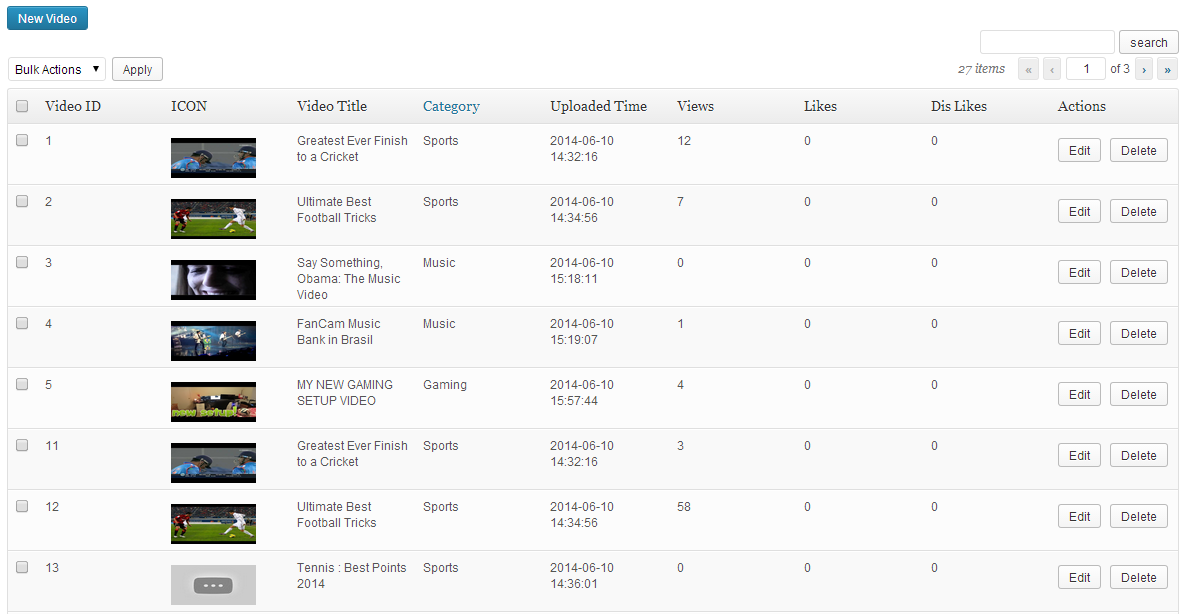 New Video
search
Bulk Actions ▼ Apply 27 items « ‹ 1 of 3 › »
Video ID ICON Video Title Category Uploaded Time Views Likes Dis Likes Actions
1 Greatest Ever Finish Sports 2014-06-10 12 0 0 Edit Delete
to a Cricket 14:32:16
2 Ultimate Best Sports 2014-06-10 7 0 0 Edit Delete
Football Tricks 14:34:56
3 Say Something, Music 2014-06-10 0 0 0 Edit Delete
Obama: The Music 15:18:11
Video
4 FanCam Music Music 2014-06-10 1 0 0 Edit Delete
Bank in Brasil 15:19:07
5 MY NEW GAMING Gaming 2014-06-10 4 0 0 Edit Delete
SETUP VIDEO 15:57:44
new setup!
11 Greatest Ever Finish Sports 2014-06-10 3 0 0 Edit Delete
to a Cricket 14:32:16
12 Ultimate Best Sports 2014-06-10 58 0 0 Edit Delete
Football Tricks 14:34:56
13 Tennis : Best Points Sports 2014-06-10 0 0 0 Edit Delete
2014 14:36:01